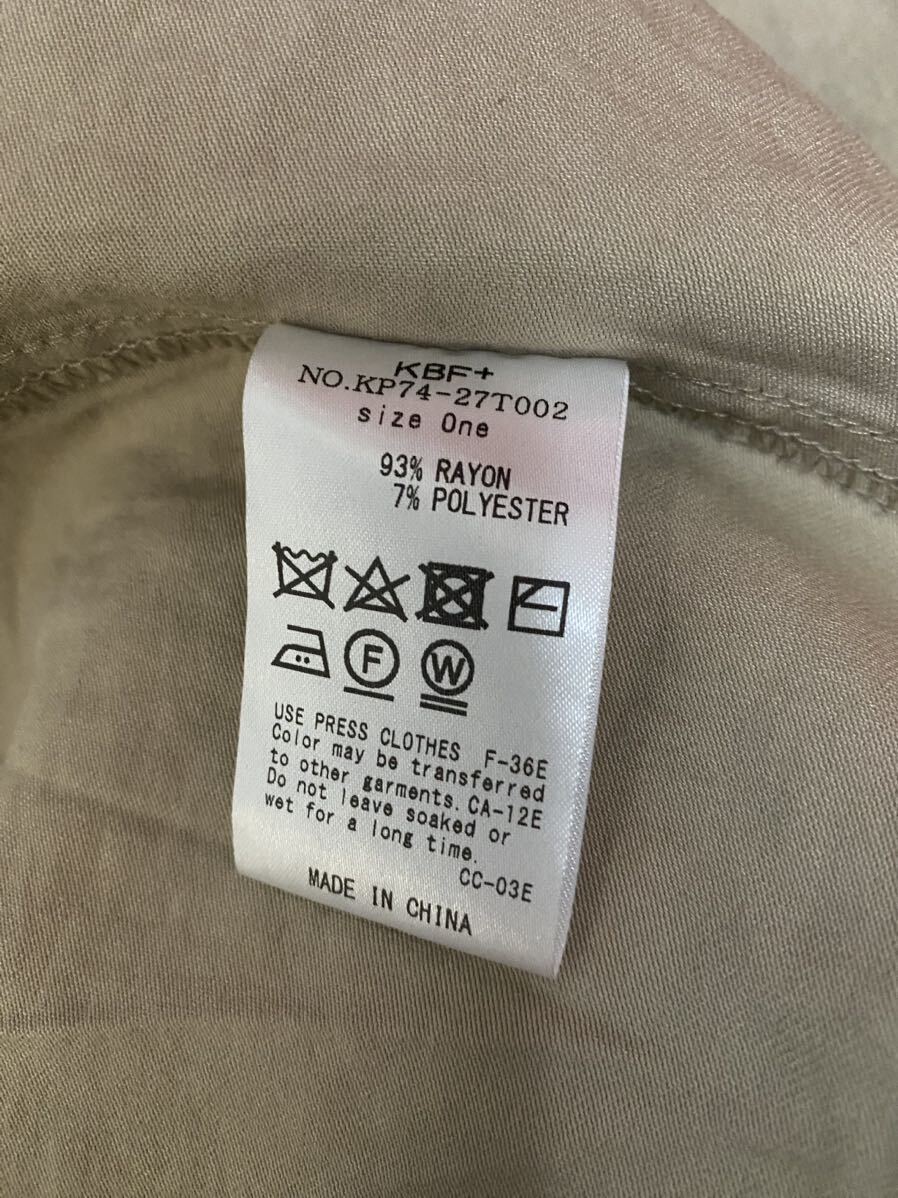 KBF+
NO.KP74-27T002
size One
93% RAYON
7% POLYESTER
F W
USE PRESS CLOTHES F-36E
Color may be transferred
to other garments. CA-12E
Do not leave soaked or
wet for a long time.
CC-03E
MADE IN CHINA